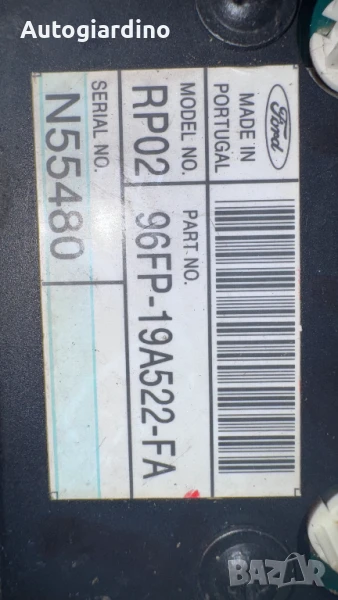 Autogiardino
Ford
MADE IN
PORTUGAL
MODEL NO.
RP02
PART NO.
96FP-19A522-FA
SERIAL NO.
N55480
BAZAR